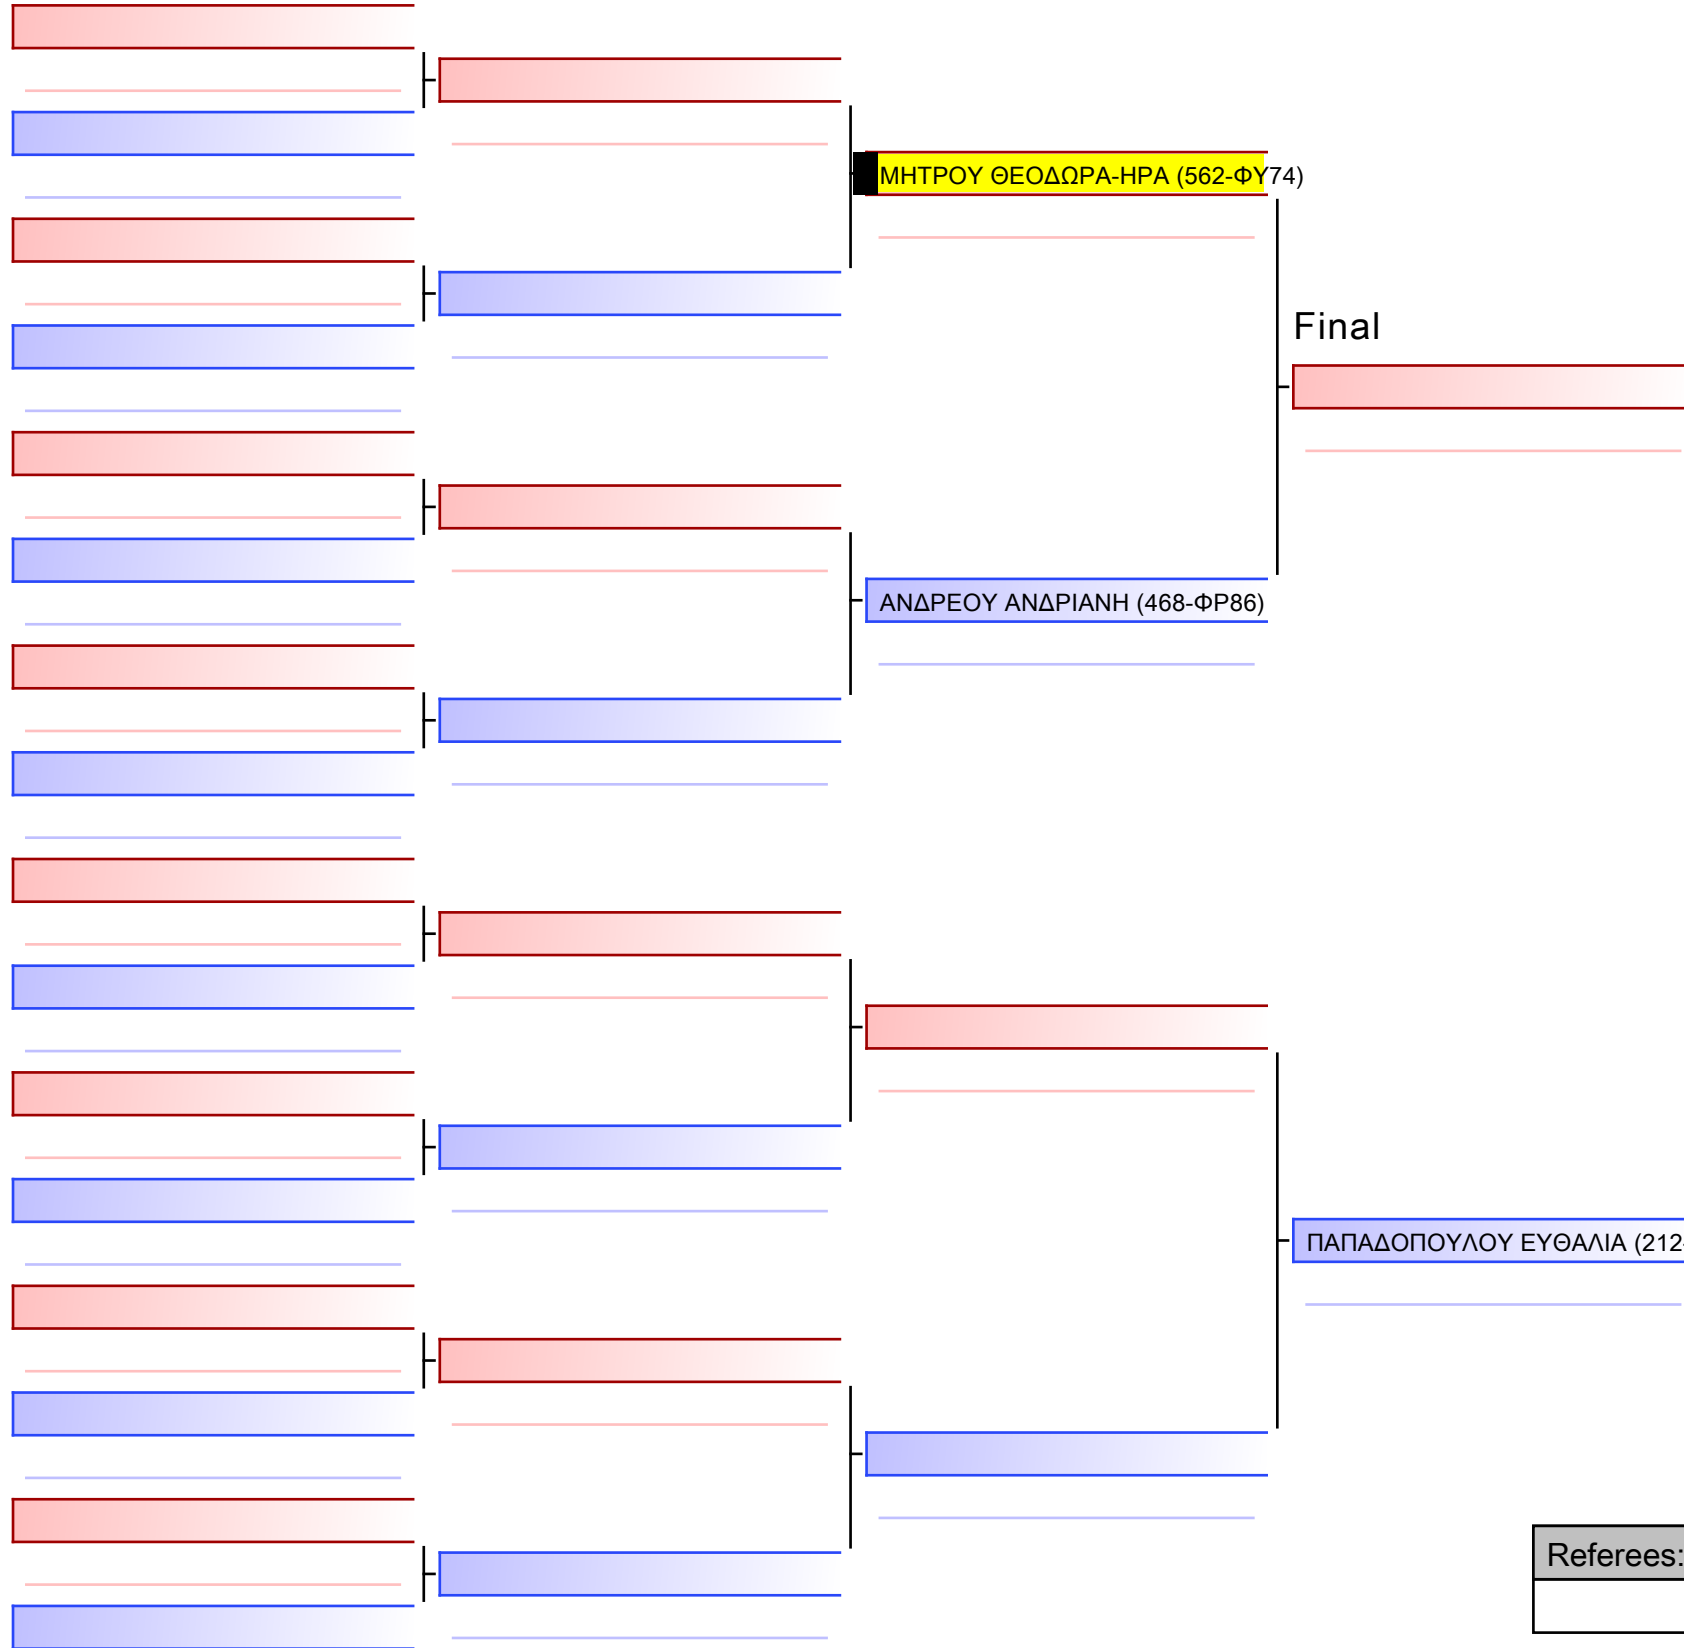 ΜΗΤΡΟΥ ΘΕΟΔΩΡΑ-ΗΡΑ (562-ΦΥ74)
Final
ΑΝΔΡΕΟΥ ΑΝΔΡΙΑΝΗ (468-ΦΡ86)
ΠΑΠΑΔΟΠΟΥΛΟΥ ΕΥΘΑΛΙΑ (212-
Referees: